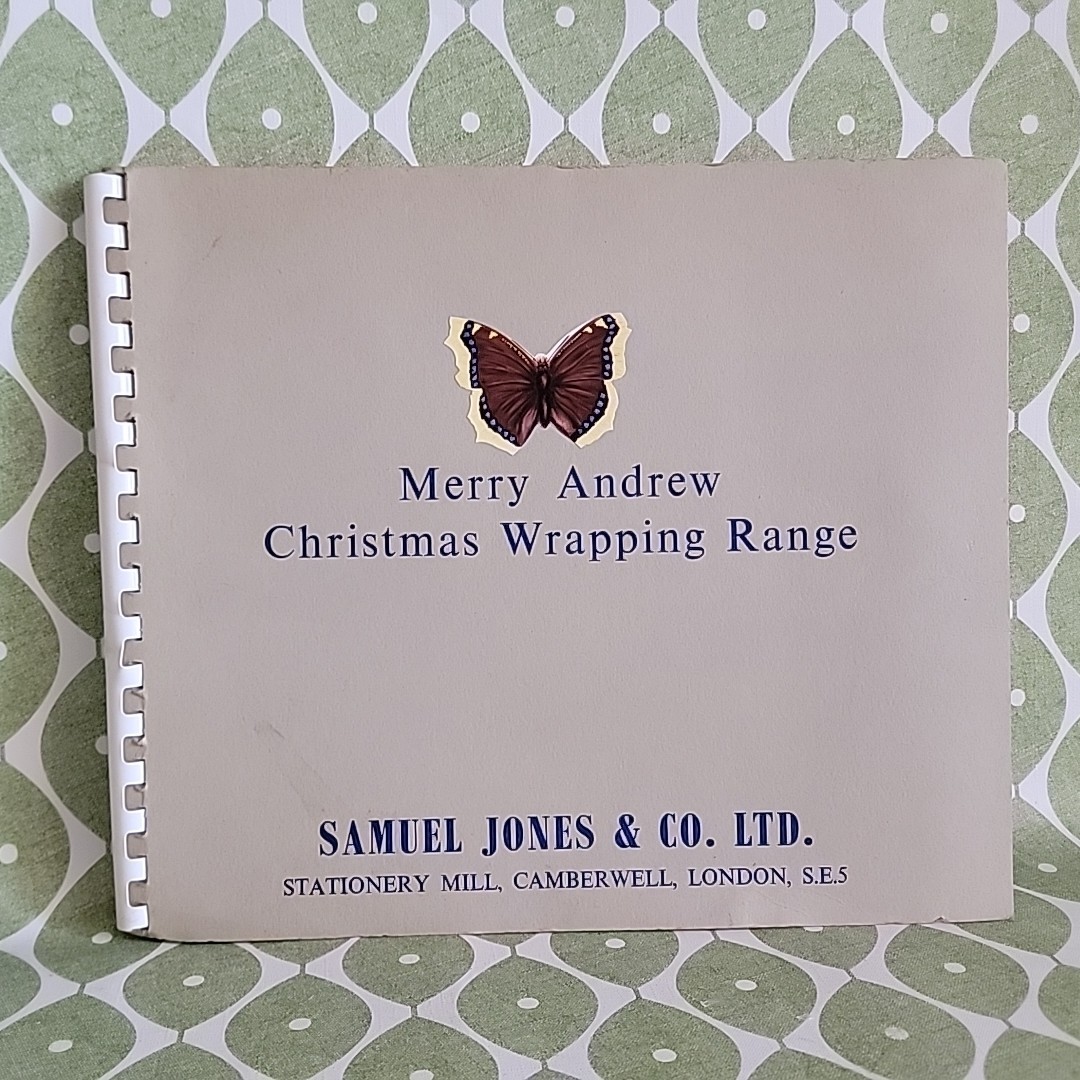 Merry Andrew
Christmas Wrapping Range
SAMUEL JONES & CO. LTD.
STATIONERY MILL, CAMBERWELL, LONDON, S.E.5